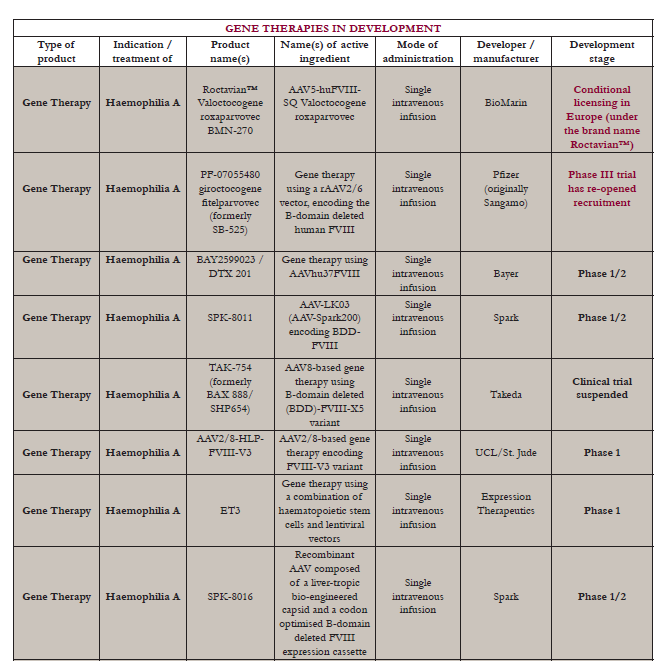 GENE THERAPIES IN DEVELOPMENT
Type of product
Indication / treatment of
Product name(s)
Name(s) of active ingredient
Mode of administration
Developer / manufacturer
Development stage
Gene Therapy
Haemophilia A
Roctavian™
Valoctocogene
roxaparvovec
BMN-270
AAV5-huFVIII-
SQ Valoctocogene
roxaparvovec
Single
intravenous
infusion
BioMarin
Conditional
licensing in
Europe (under
the brand name
Roctavian™)
Gene Therapy
Haemophilia A
PF-07055480
giroctocogene
fitelparvovec
(formerly
SB-525)
Gene therapy
using a rAAV2/6
vector, encoding the
B-domain deleted
human FVIII
Single
intravenous
infusion
Pfizer
(originally
Sangamo)
Phase III trial
has re-opened
recruitment
Gene Therapy
Haemophilia A
BAY2599023 /
DTX 201
Gene therapy using
AAVhu37FVIII
Single
intravenous
infusion
Bayer
Phase 1/2
Gene Therapy
Haemophilia A
SPK-8011
AAV-LK03
(AAV-Spark200)
encoding BDD-
FVIII
Single
intravenous
infusion
Spark
Phase 1/2
Gene Therapy
Haemophilia A
TAK-754
(formerly
BAX 888/
SHP654)
AAV8-based gene
therapy using
B-domain deleted
(BDD)-FVIII-X5
variant
Single
intravenous
infusion
Takeda
Clinical trial
suspended
Gene Therapy
Haemophilia A
AAV2/8-HLP-
FVIII-V3
AAV2/8-based gene
therapy encoding
FVIII-V3 variant
Single
intravenous
infusion
UCL/St. Jude
Phase 1
Gene Therapy
Haemophilia A
ET3
Gene therapy using
a combination of
haematopoietic stem
cells and lentiviral
vectors
Single
intravenous
infusion
Expression
Therapeutics
Phase 1
Gene Therapy
Haemophilia A
SPK-8016
Recombinant
AAV composed
of a liver-tropic
bio-engineered
capsid and a codon
optimised B-domain
deleted FVIII
expression cassette
Single
intravenous
infusion
Spark
Phase 1/2